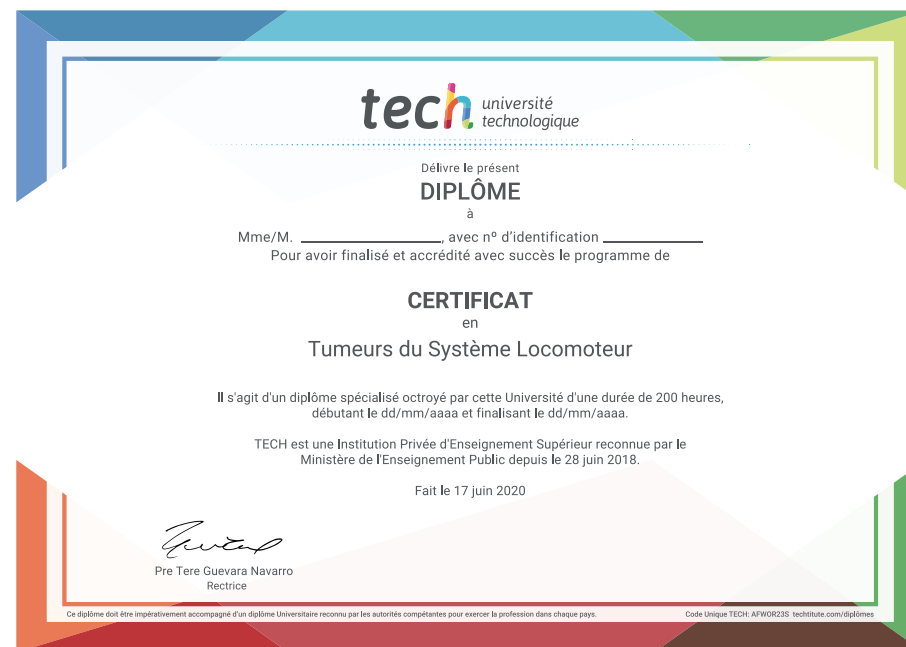 tech université
technologique
Délivre le présent
DIPLÔME
à
Mme/M. ____________________, avec nº d'identification ______________
Pour avoir finalisé et accrédité avec succès le programme de
CERTIFICAT
en
Tumeurs du Système Locomoteur
Il s'agit d'un diplôme spécialisé octroyé par cette Université d'une durée de 200 heures,
débutant le dd/mm/aaaa et finalisant le dd/mm/aaaa.
TECH est une Institution Privée d'Enseignement Supérieur reconnue par le
Ministère de l'Enseignement Public depuis le 28 juin 2018.
Fait le 17 juin 2020
Pre Tere Guevara Navarro
Rectrice
Ce diplôme doit être impérativement accompagné d'un diplôme Universitaire reconnu par les autorités compétantes pour exercer la profession dans chaque pays.
Code Unique TECH: AFWOR23S techtitute.com/diplômes